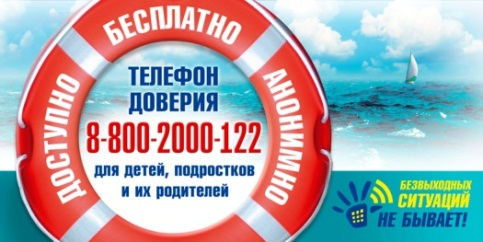 ДОСТУПНО
БЕСПЛАТНО
АНОНИМНО
ТЕЛЕФОН
ДОВЕРИЯ
8-800-2000-122
для детей, подростков
и их родителей
БЕЗВЫХОДНЫХ
СИТУАЦИЙ
НЕ БЫВАЕТ!